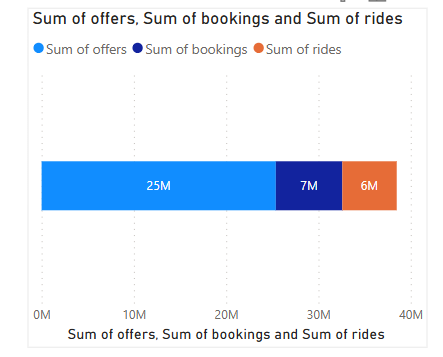 Sum of offers, Sum of bookings and Sum of rides
Sum of offers Sum of bookings Sum of rides
25M 7M 6M
0M 10M 20M 30M 40M
Sum of offers, Sum of bookings and Sum of rides